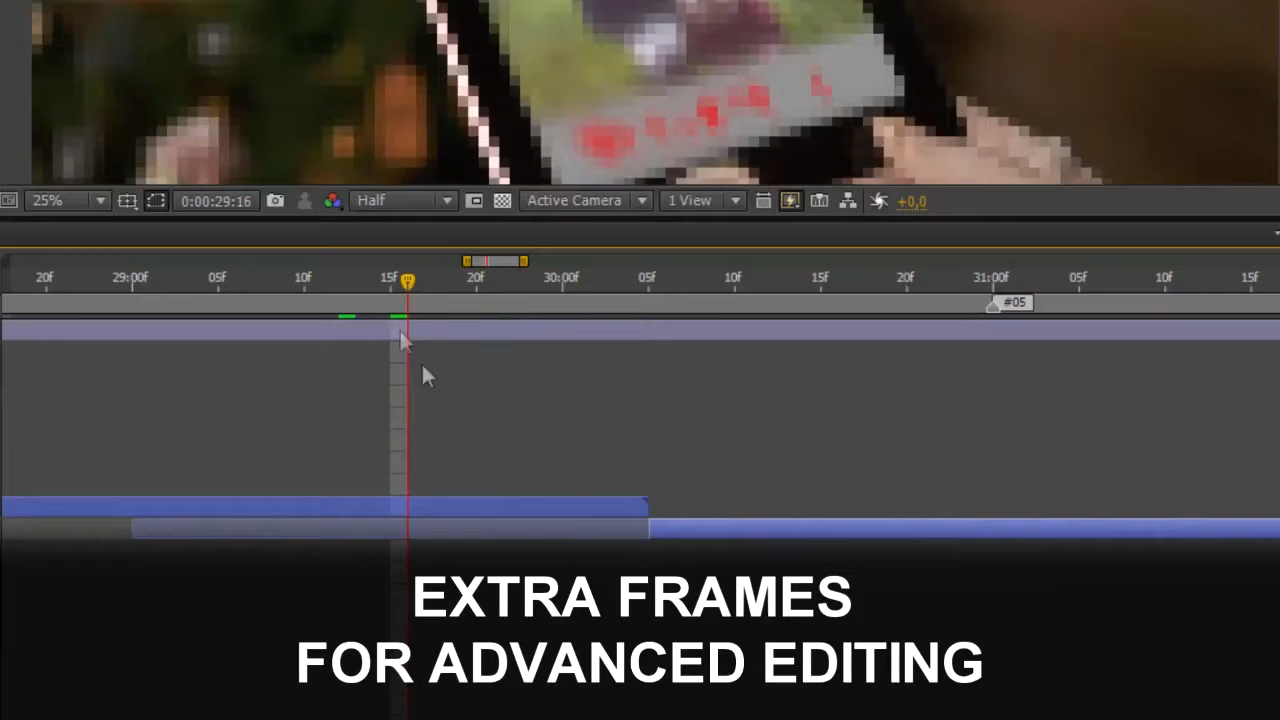 25% 0:00:29:16 Half Active Camera 1 View +0,0
20f 29:00f 05f 10f 15f 20f 30:00f 05f 10f 15f 20f 31:00f 05f 10f 15f
#05
EXTRA FRAMES
FOR ADVANCED EDITING